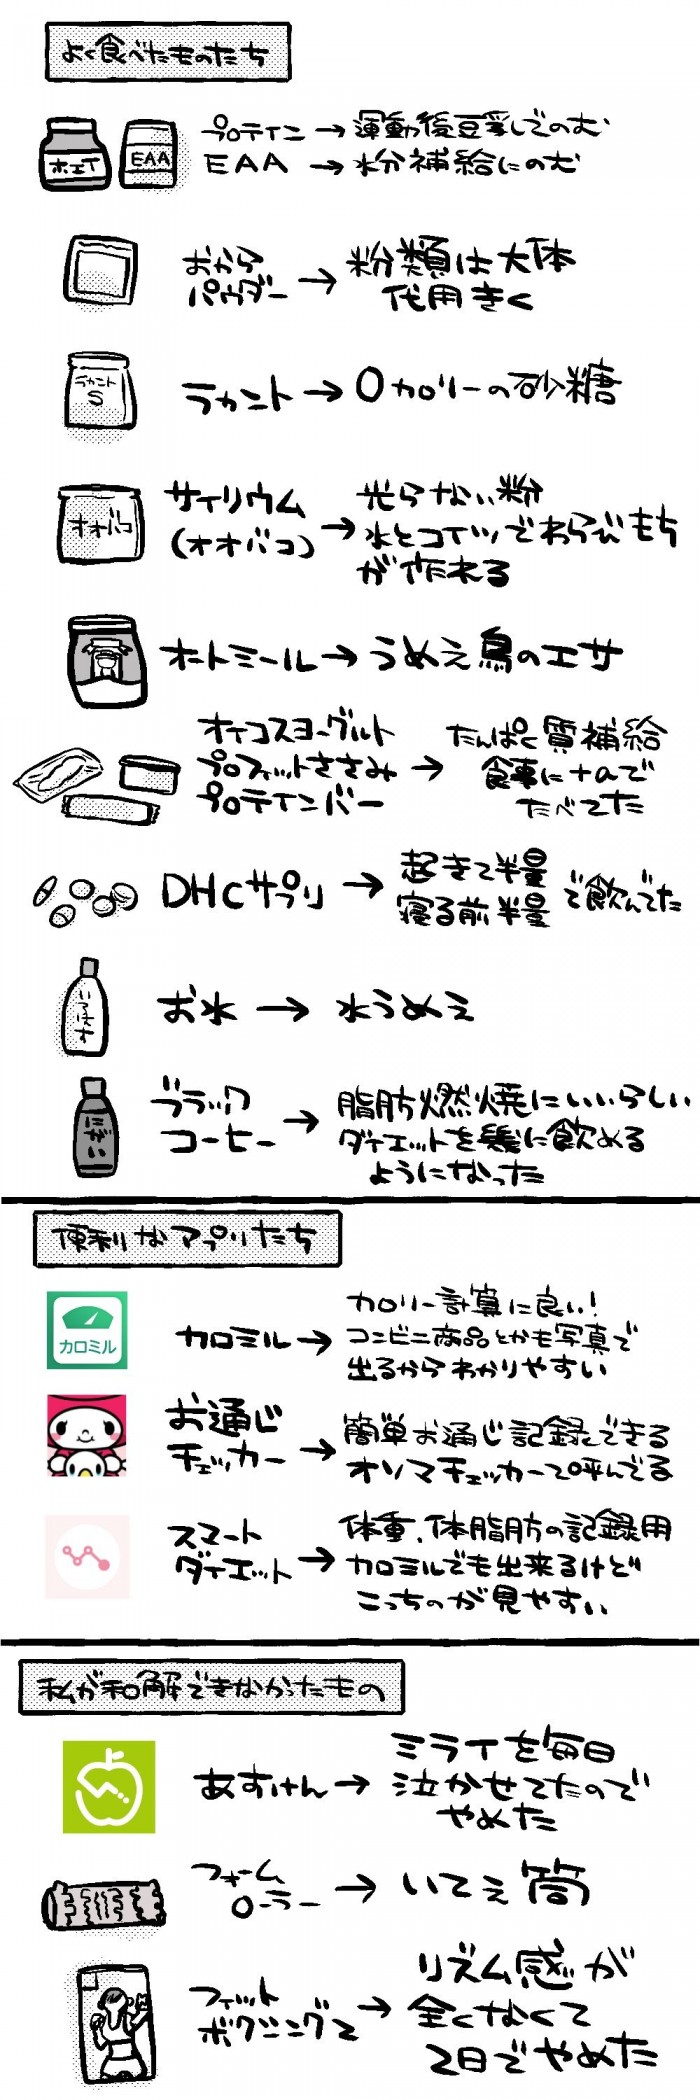 よく食べたものたち
ホエイ
EAA
プロテイン→運動後豆乳でのむ
EAA→水分補給にのむ
おから
パウダー→粉類は大体
代用きく
ラカント
S
ラカント→0カロリーの砂糖
オオバコ
サイリウム
(オオバコ)→光らない粉
水とコイツでわらびもち
が作れる
オートミール→うめえ鳥のエサ
オイコスヨーグルト
プロフィットささみ
プロテインバー→たんぱく質補給
食事に+αで
たべてた
DHCサプリ→起きて半量
寝る前半量で飲んでた
いろはす
お水→水うめえ
にがい
ブラック
コーヒー→脂肪燃焼にいいらしい
ダイエットを機に飲める
ようになった
便利なアプリたち
カロミル
カロミル→カロリー計算に良い!
コンビニ商品とかも写真で
出るからわかりやすい
お通じ
チェッカー→簡単お通じ記録できる
オソマチェッカーって呼んでる
スマート
ダイエット→体重、体脂肪の記録用
カロミルでも出来るけど
こっちのが見やすい
私が和解できなかったもの
あすけん→ミライを毎日
泣かせてたので
やめた
フォーム
ローラー→いてえ筒
フィット
ボクシング2→リズム感が
全くなくて
2日でやめた